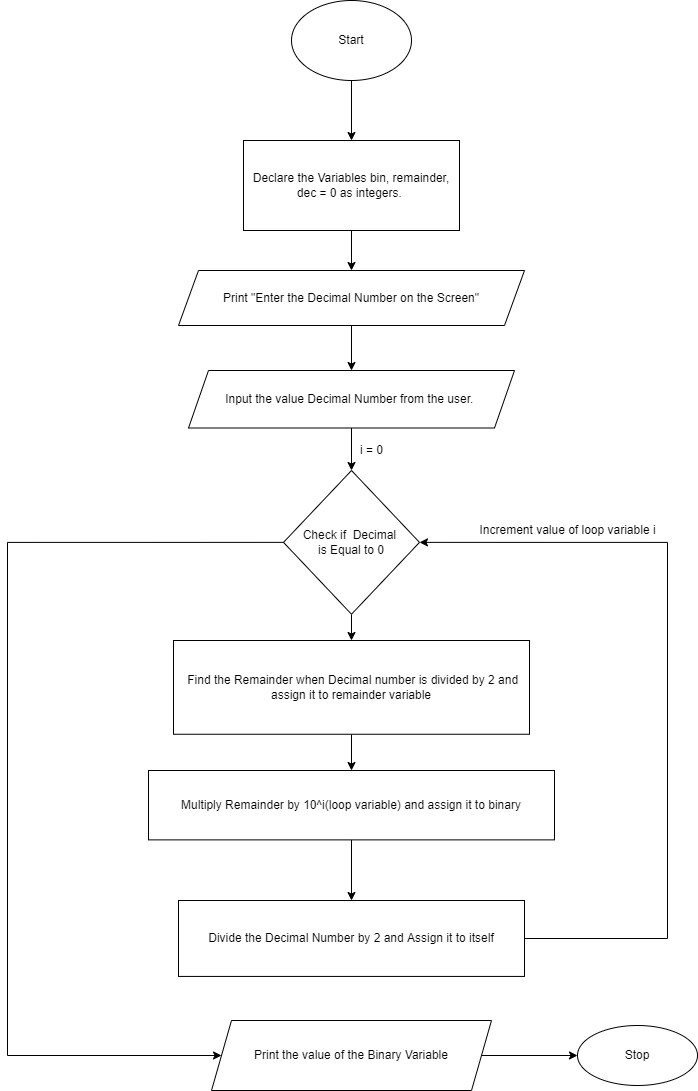 Start
Declare the Variables bin, remainder,
dec = 0 as integers.
Print "Enter the Decimal Number on the Screen"
Input the value Decimal Number from the user.
i = 0
Check if Decimal
is Equal to 0
Increment value of loop variable i
Find the Remainder when Decimal number is divided by 2 and
assign it to remainder variable
Multiply Remainder by 10^i(loop variable) and assign it to binary
Divide the Decimal Number by 2 and Assign it to itself
Print the value of the Binary Variable
Stop